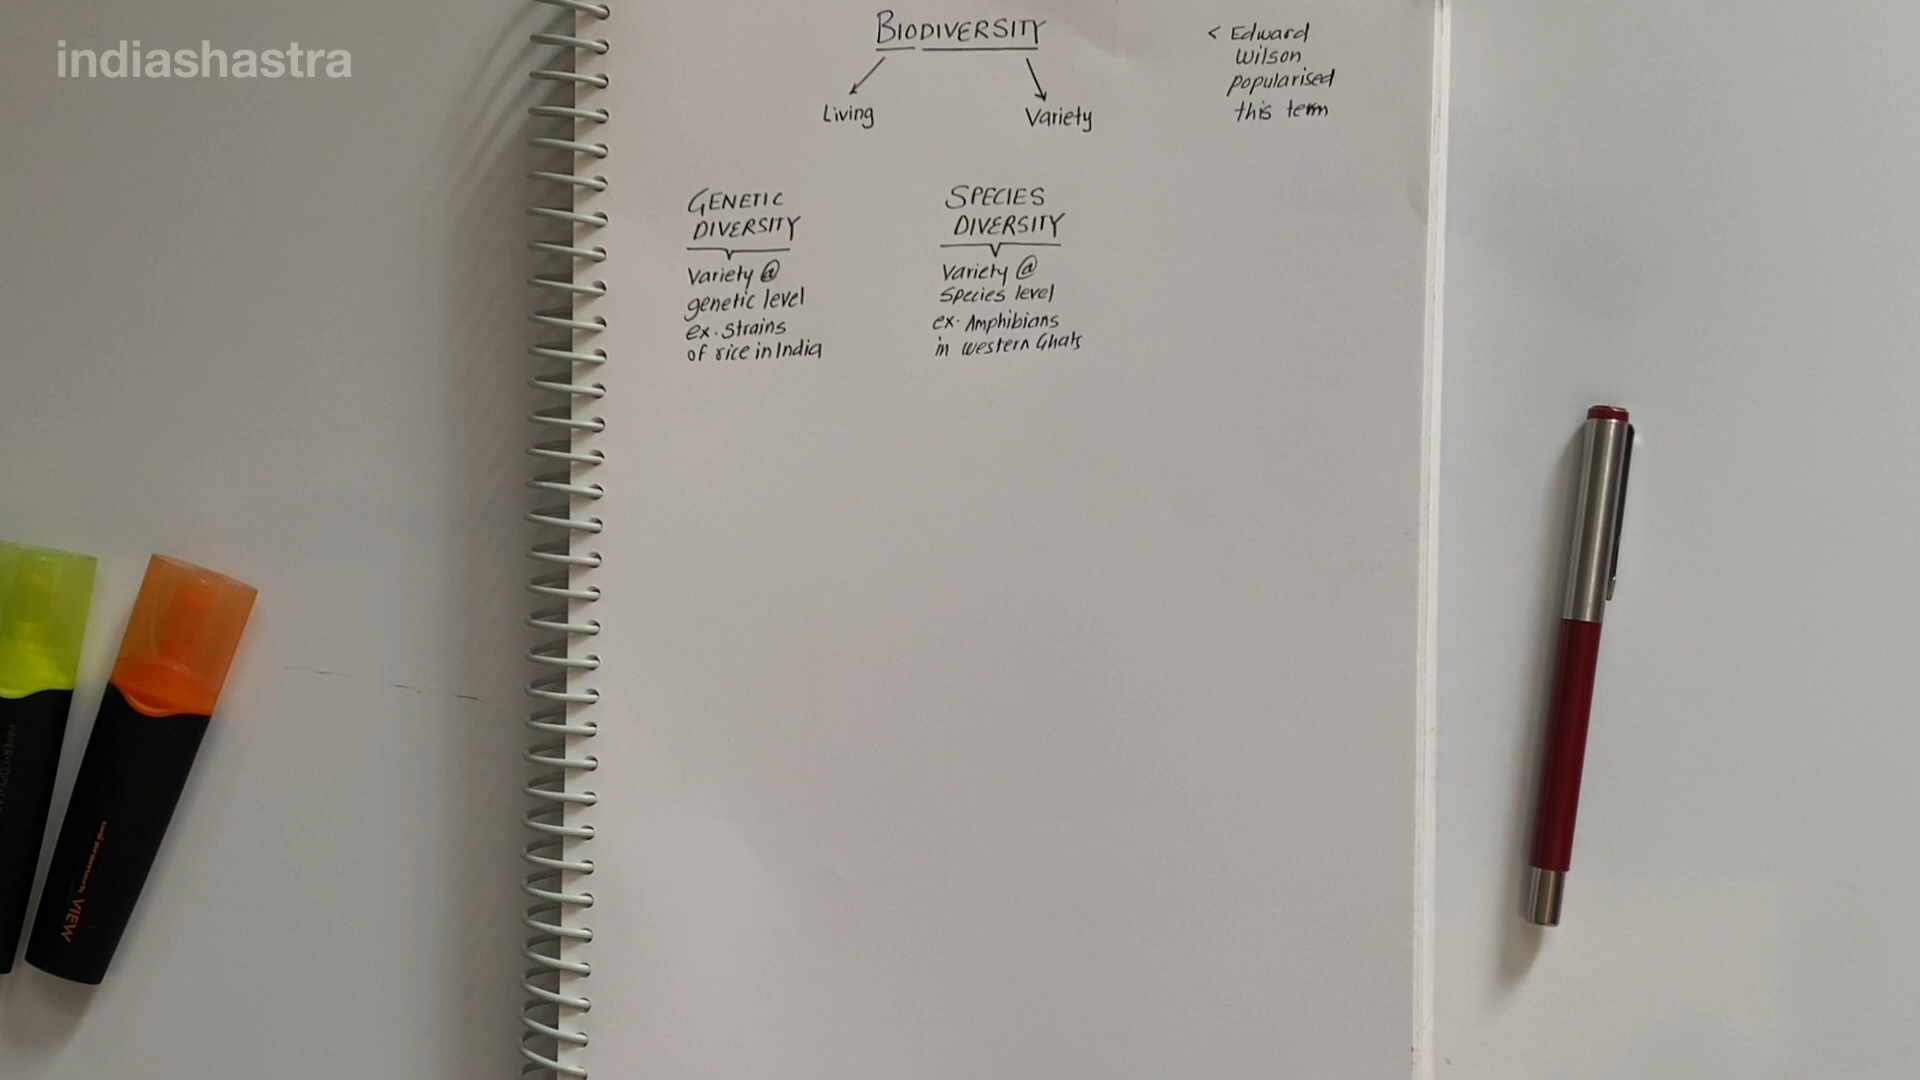 indiashastra
BIODIVERSITY
Living
Variety
< Edward
Wilson
popularised
this term
GENETIC
DIVERSITY
Variety @
genetic level
ex. strains
of rice in India
SPECIES
DIVERSITY
Variety @
Species level
ex. Amphibians
in Western Ghats
VIEW